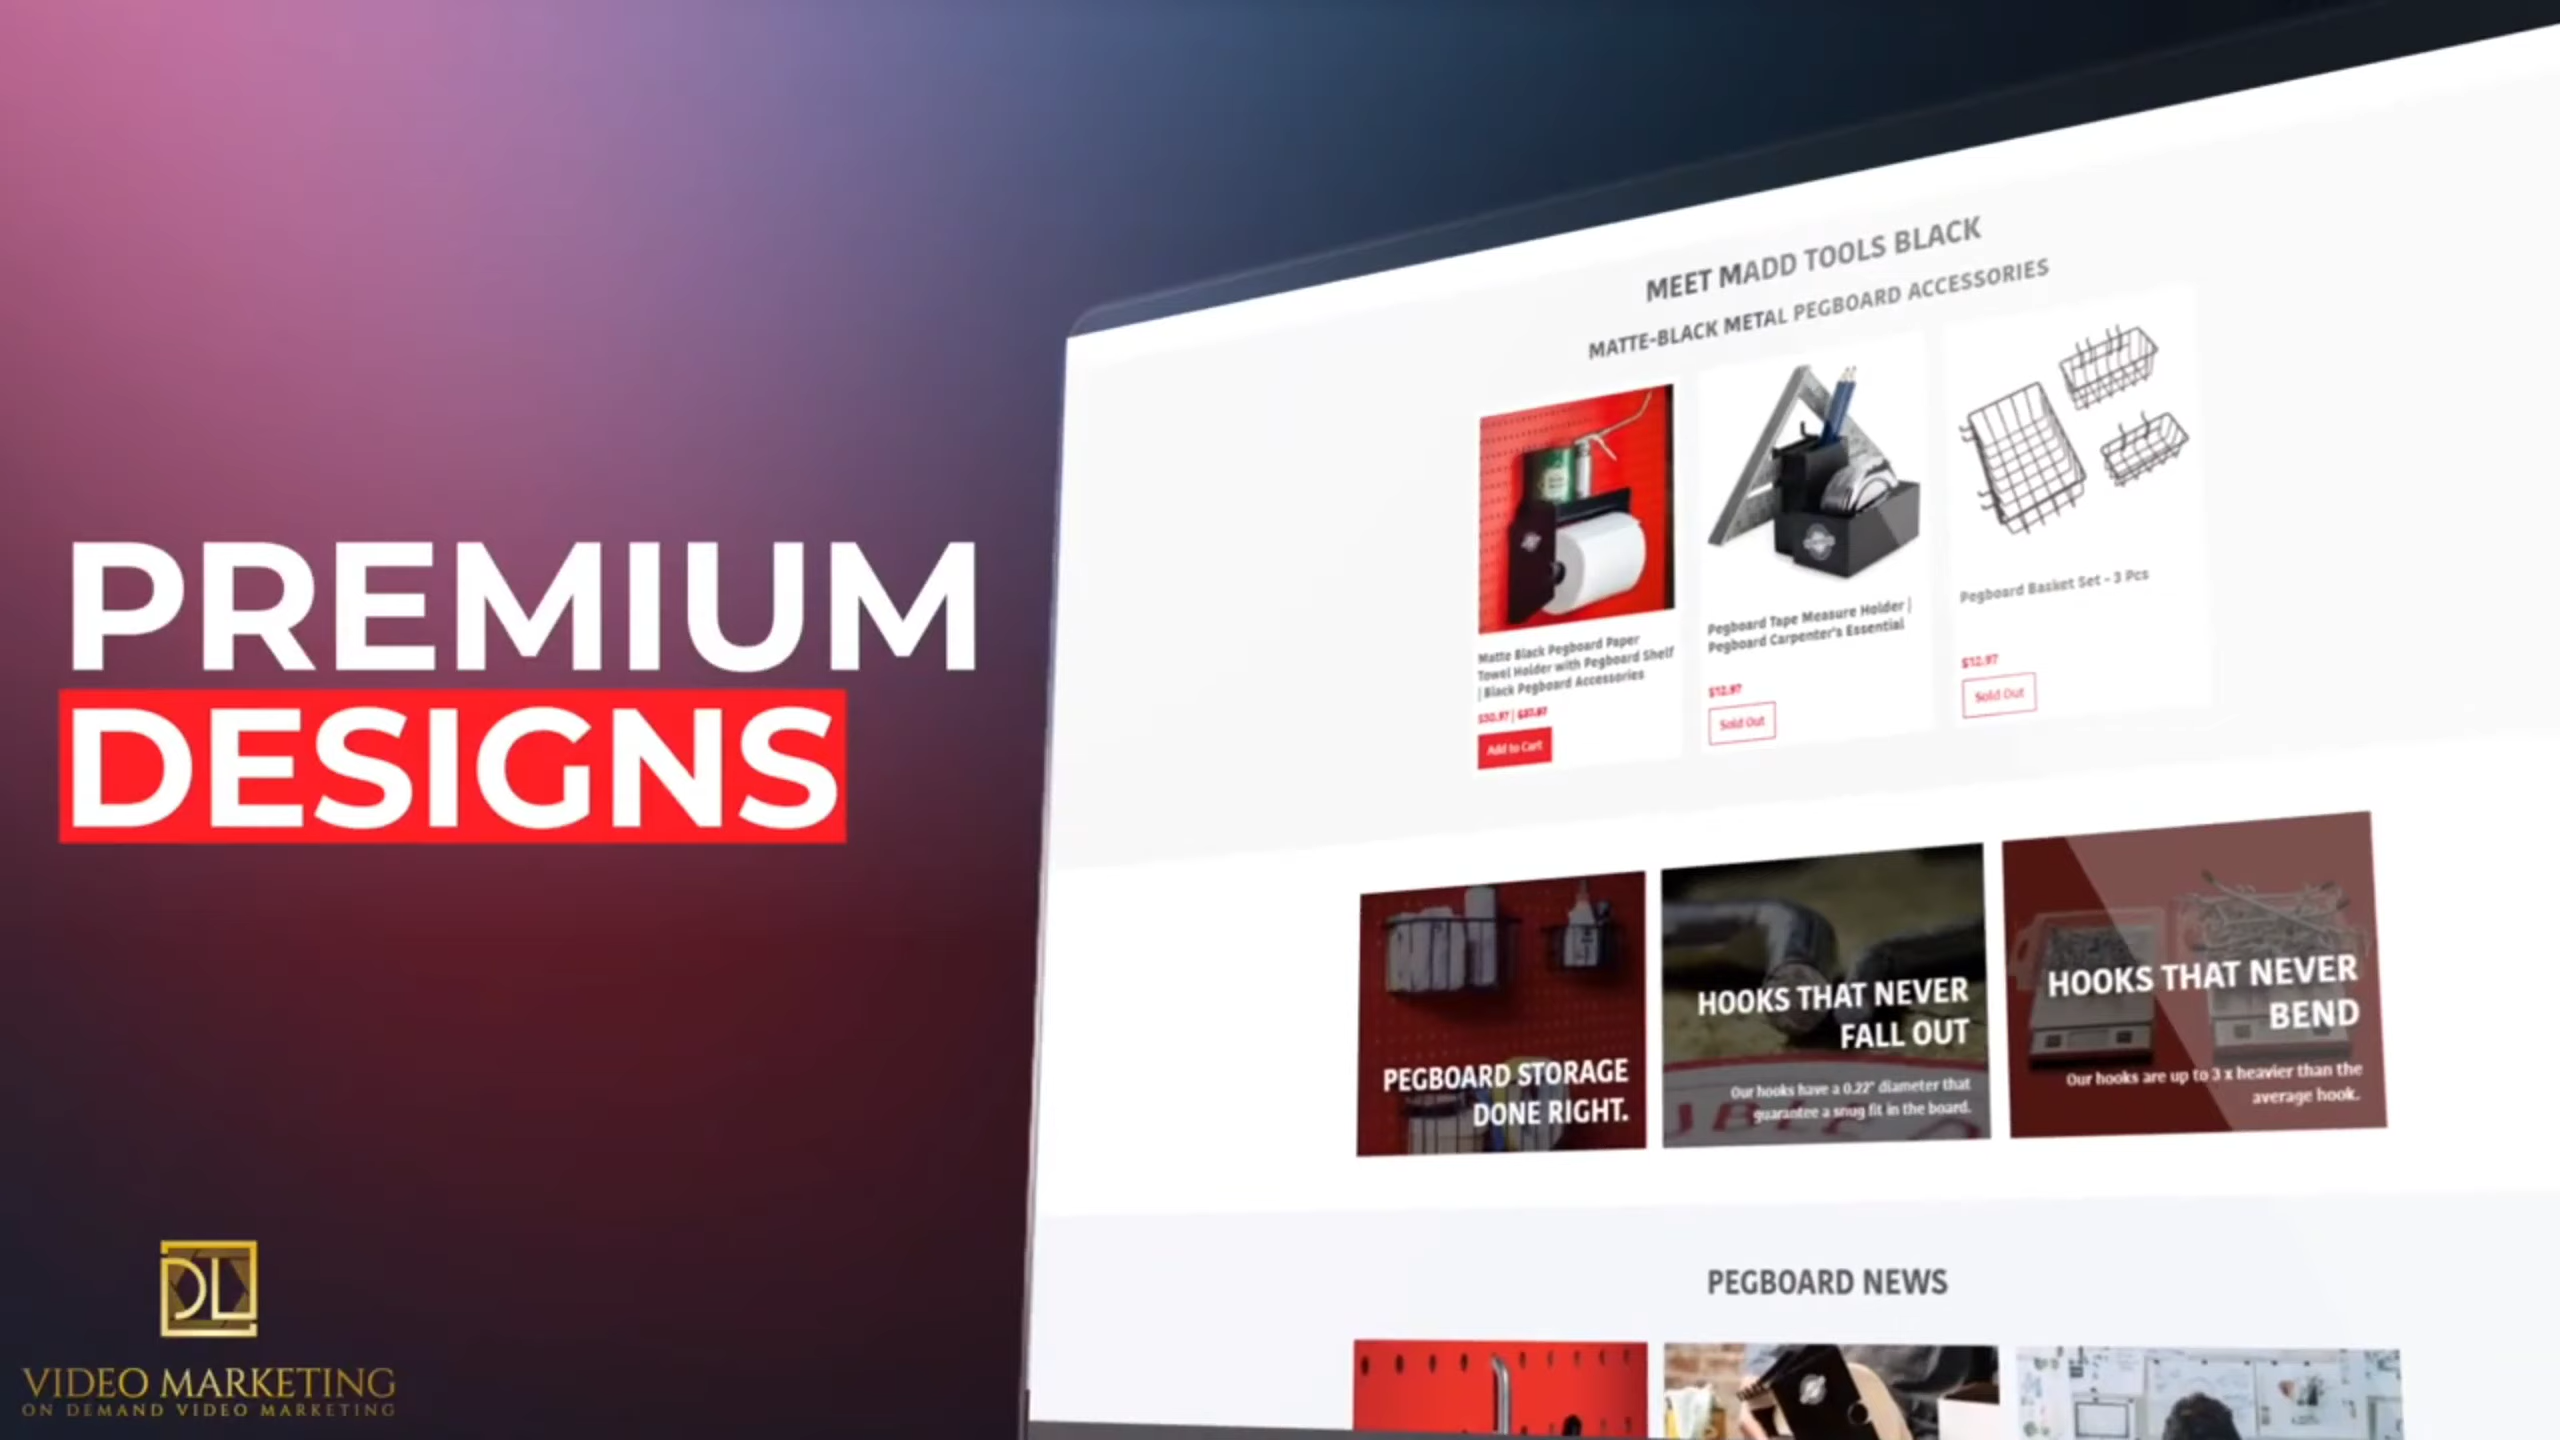 PREMIUM
DESIGNS
DL
VIDEO MARKETING
ON DEMAND VIDEO MARKETING
MEET MADD TOOLS BLACK
MATTE-BLACK METAL PEGBOARD ACCESSORIES
Matte Black Pegboard Paper
Towel Holder with Pegboard Shelf
| Black Pegboard Accessories
Add to Cart
Pegboard Tape Measure Holder |
Pegboard Carpenter's Essential
$12.97
Sold Out
Pegboard Basket Set - 3 Pcs
Sold Out
PEGBOARD STORAGE
DONE RIGHT.
HOOKS THAT NEVER
FALL OUT
Our hooks have a 0.22" diameter that
guarantee a snug fit in the board.
HOOKS THAT NEVER
BEND
Our hooks are up to 3 x heavier than the
average hook.
PEGBOARD NEWS